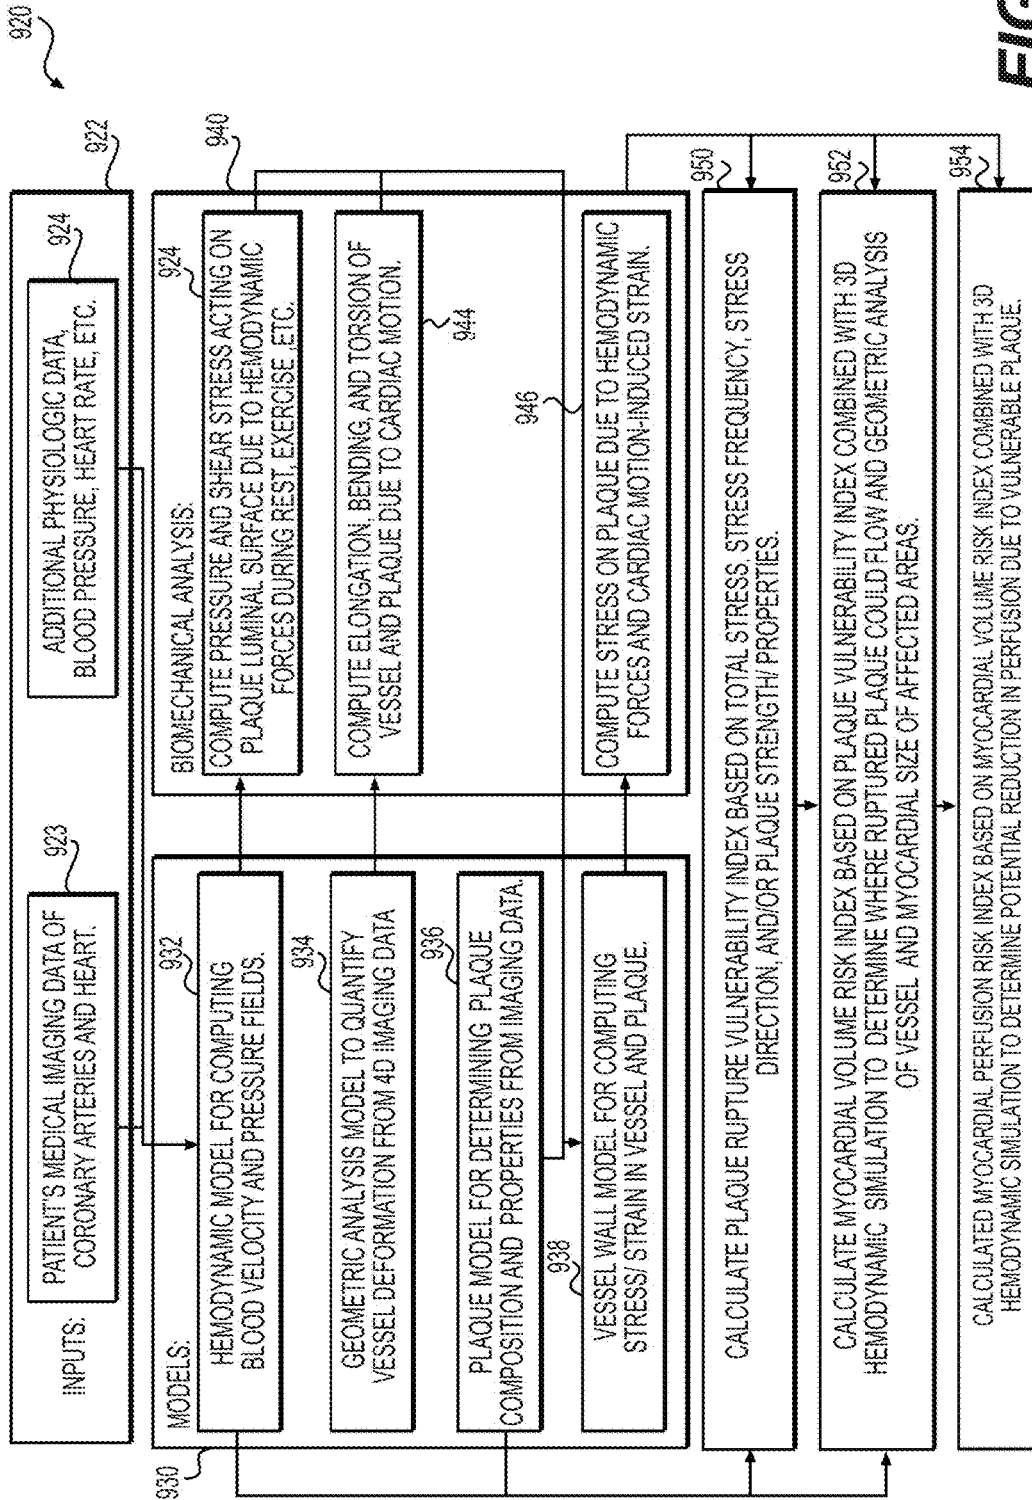 920
922
INPUTS:
923
PATIENT'S MEDICAL IMAGING DATA OF
CORONARY ARTERIES AND HEART.
924
ADDITIONAL PHYSIOLOGIC DATA,
BLOOD PRESSURE, HEART RATE, ETC.
930
MODELS:
932
HEMODYNAMIC MODEL FOR COMPUTING
BLOOD VELOCITY AND PRESSURE FIELDS.
934
GEOMETRIC ANALYSIS MODEL TO QUANTIFY
VESSEL DEFORMATION FROM 4D IMAGING DATA
936
PLAQUE MODEL FOR DETERMINING PLAQUE
COMPOSITION AND PROPERTIES FROM IMAGING DATA.
938
VESSEL WALL MODEL FOR COMPUTING
STRESS/ STRAIN IN VESSEL AND PLAQUE.
940
BIOMECHANICAL ANALYSIS:
924
COMPUTE PRESSURE AND SHEAR STRESS ACTING ON
PLAQUE LUMINAL SURFACE DUE TO HEMODYNAMIC
FORCES DURING REST, EXERCISE ,ETC.
COMPUTE ELONGATION, BENDING, AND TORSION OF
VESSEL AND PLAQUE DUE TO CARDIAC MOTION.
944
946
COMPUTE STRESS ON PLAQUE DUE TO HEMODYNAMIC
FORCES AND CARDIAC MOTION-INDUCED STRAIN.
950
CALCULATE PLAQUE RUPTURE VULNERABILITY INDEX BASED ON TOTAL STRESS, STRESS FREQUENCY, STRESS
DIRECTION, AND/OR PLAQUE STRENGTH/ PROPERTIES.
952
CALCULATE MYOCARDIAL VOLUME RISK INDEX BASED ON PLAQUE VULNERABILITY INDEX COMBINED WITH 3D
HEMODYNAMIC SIMULATION TO DETERMINE WHERE RUPTURED PLAQUE COULD FLOW AND GEOMETRIC ANALYSIS
OF VESSEL AND MYOCARDIAL SIZE OF AFFECTED AREAS.
954
CALCULATED MYOCARDIAL PERFUSION RISK INDEX BASED ON MYOCARDIAL VOLUME RISK INDEX COMBINED WITH 3D
HEMODYNAMIC SIMULATION TO DETERMINE POTENTIAL REDUCTION IN PERFUSION DUE TO VULNERABLE PLAQUE.